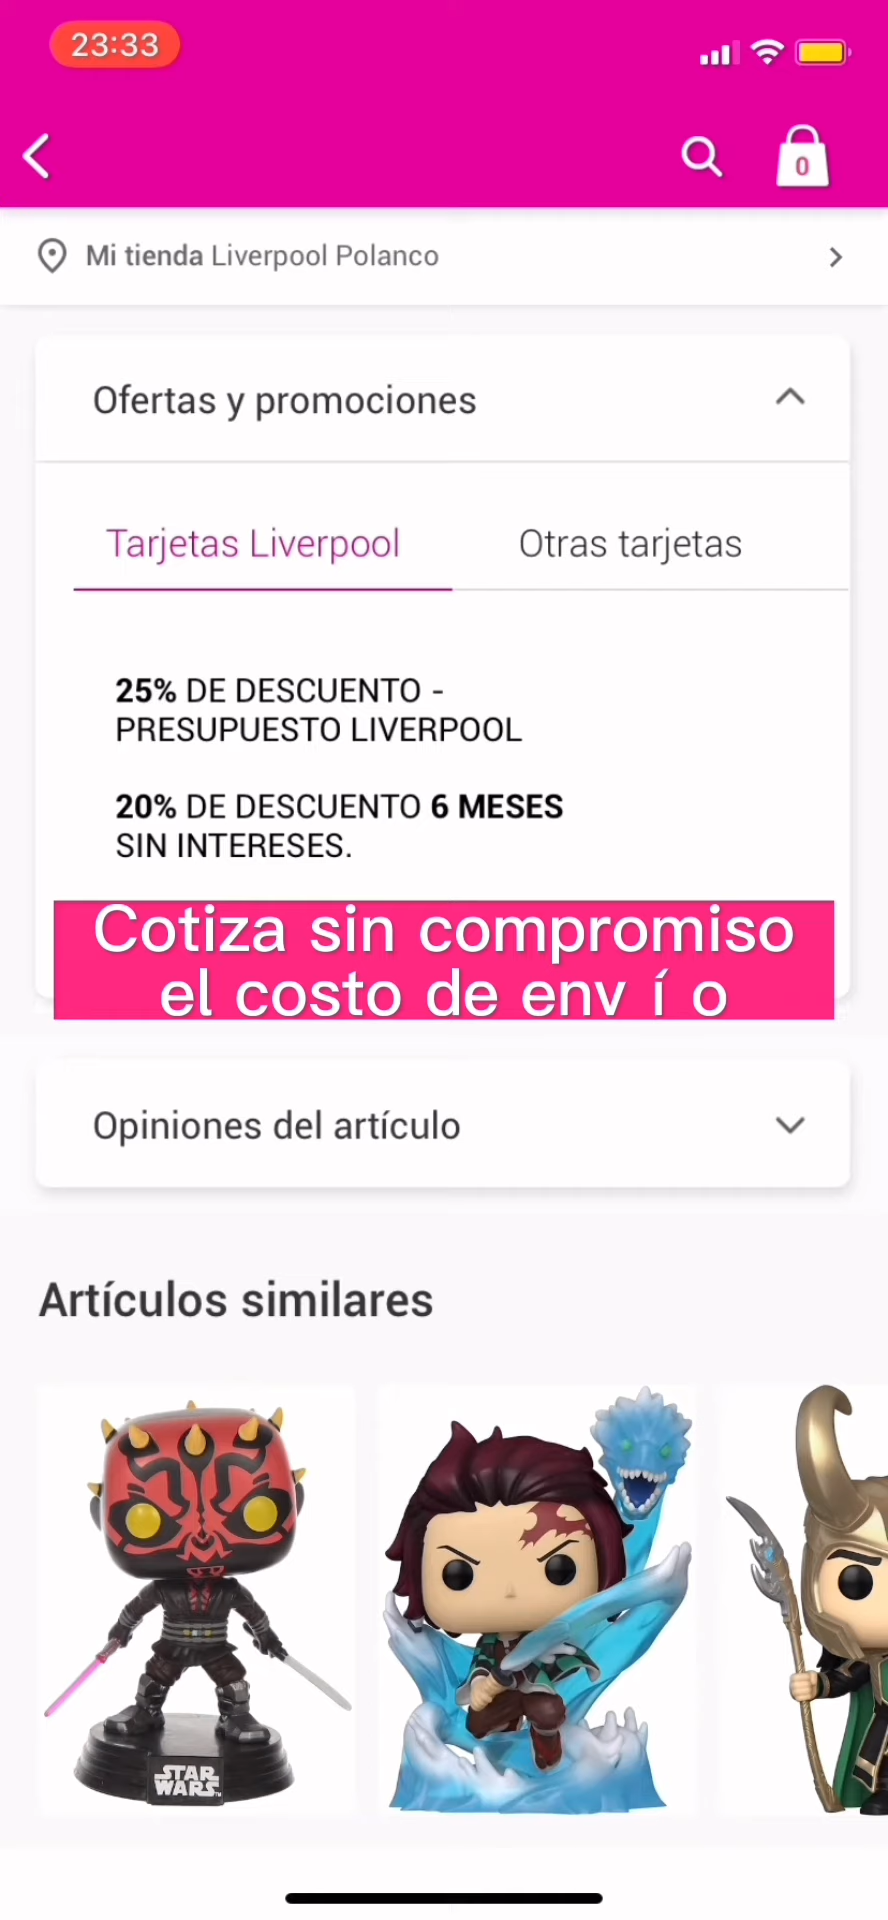 23:33
0
Mi tienda Liverpool Polanco
Ofertas y promociones
Tarjetas Liverpool
Otras tarjetas
25% DE DESCUENTO -
PRESUPUESTO LIVERPOOL
20% DE DESCUENTO 6 MESES
SIN INTERESES.
Cotiza sin compromiso
el costo de env í o
Opiniones del artículo
Artículos similares
STAR
WARS